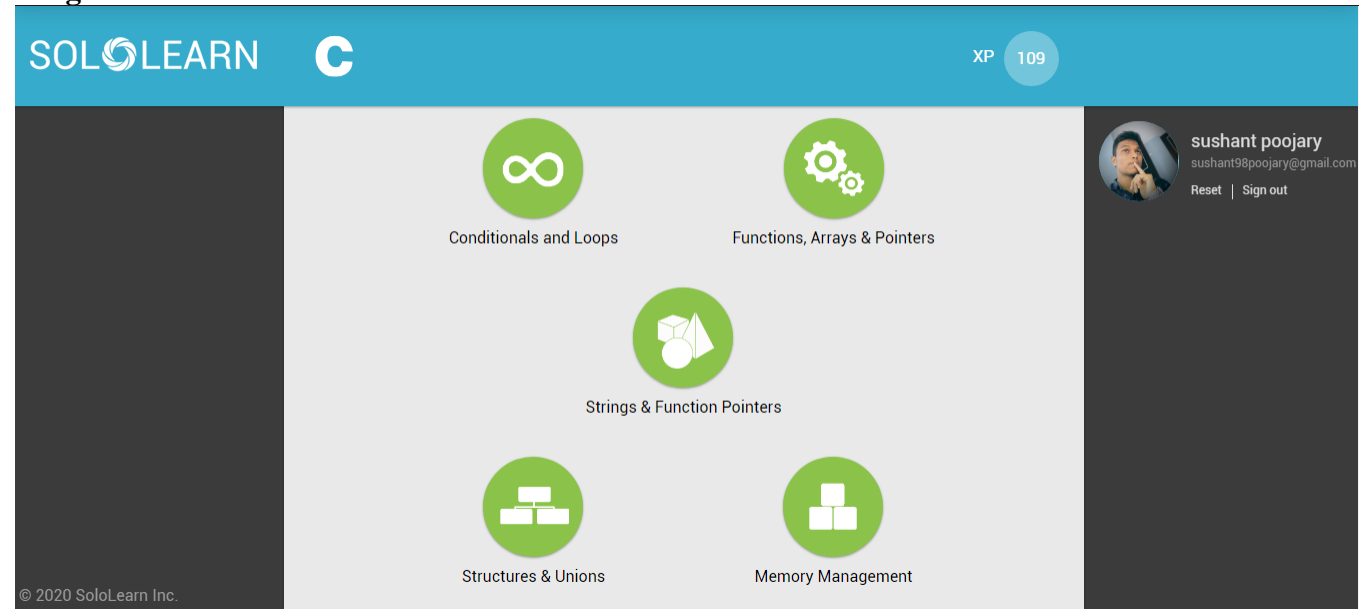 SOLOLEARN C XP 109
sushant poojary
sushant98poojary@gmail.com
Reset | Sign out
Conditionals and Loops Functions, Arrays & Pointers
Strings & Function Pointers
Structures & Unions Memory Management
© 2020 SoloLearn Inc.